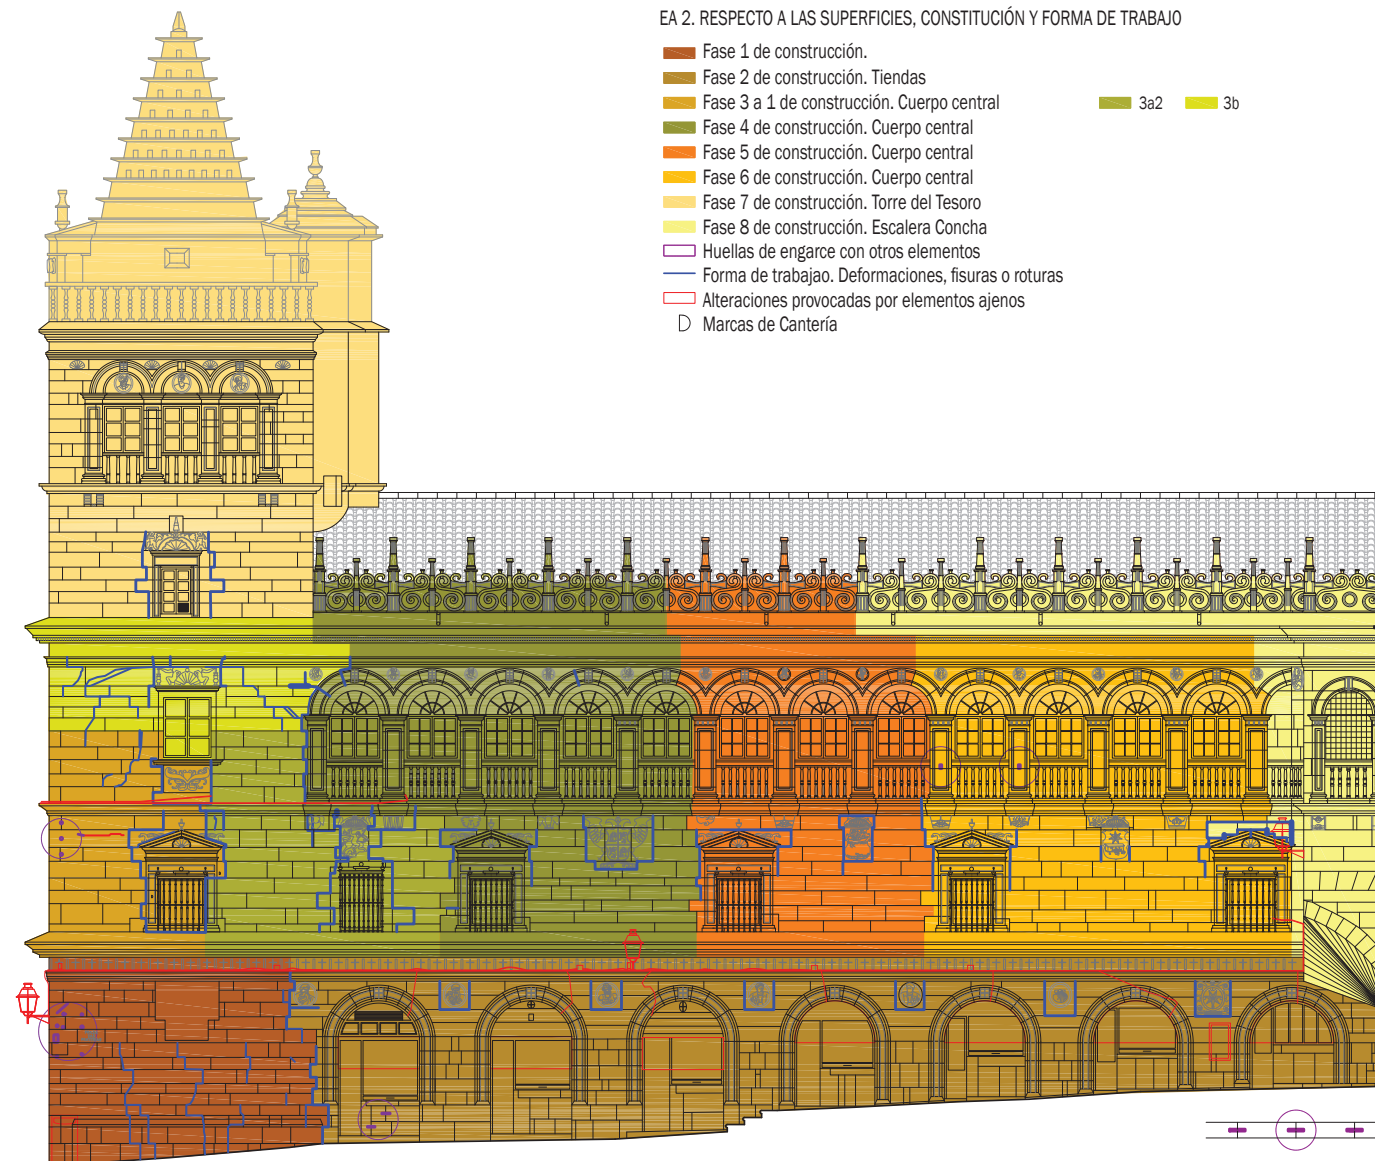 EA 2. RESPECTO A LAS SUPERFICIES, CONSTITUCIÓN Y FORMA DE TRABAJO
Fase 1 de construcción.
Fase 2 de construcción. Tiendas
Fase 3 a 1 de construcción. Cuerpo central
3a2
3b
Fase 4 de construcción. Cuerpo central
Fase 5 de construcción. Cuerpo central
Fase 6 de construcción. Cuerpo central
Fase 7 de construcción. Torre del Tesoro
Fase 8 de construcción. Escalera Concha
Huellas de engarce con otros elementos
Forma de trabajao. Deformaciones, fisuras o roturas
Alteraciones provocadas por elementos ajenos
Marcas de Cantería